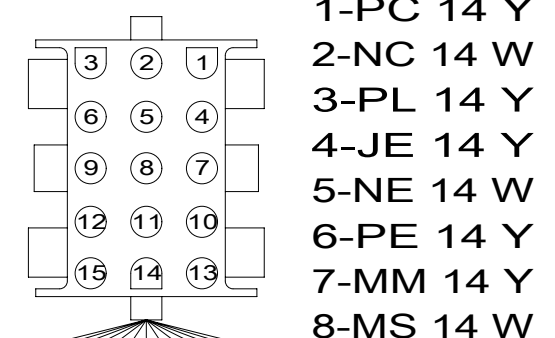 3 2 1
6 5 4
9 8 7
12 11 10
15 14 13
1-PC 14 Y
2-NC 14 W
3-PL 14 Y
4-JE 14 Y
5-NE 14 W
6-PE 14 Y
7-MM 14 Y
8-MS 14 W